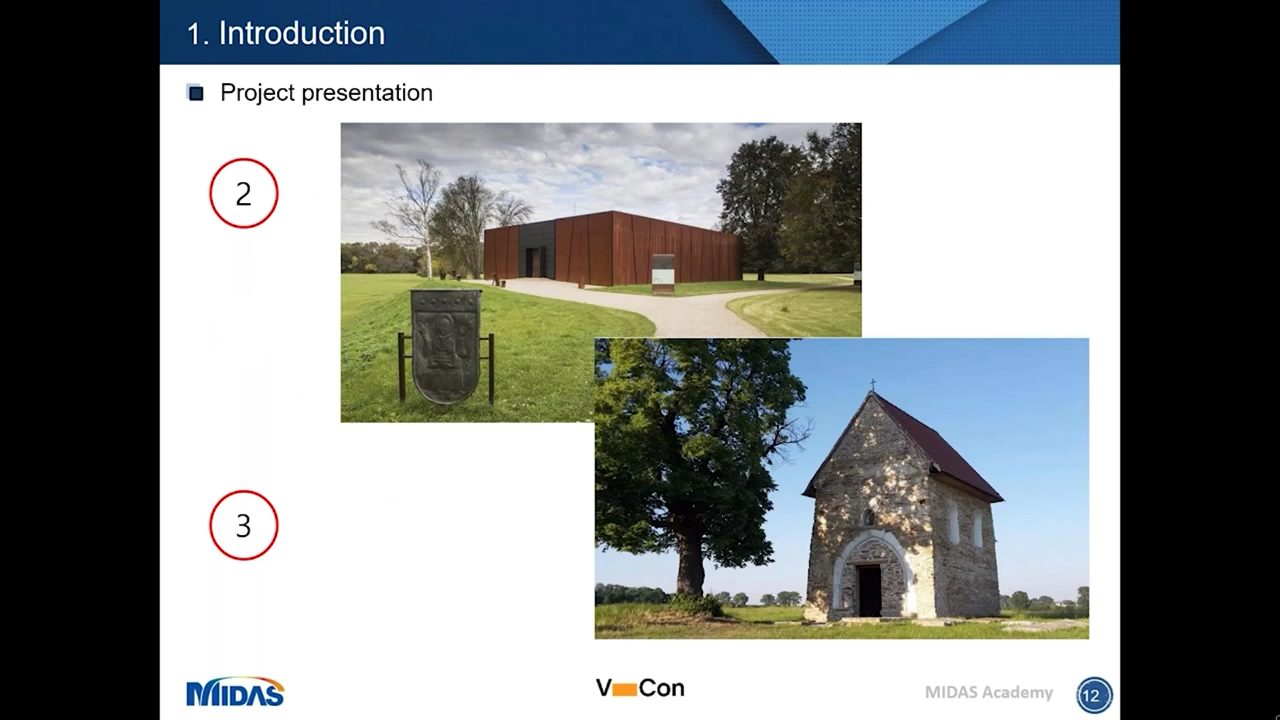 1. Introduction
Project presentation
2
3
MIDAS
V Con
MIDAS Academy
12